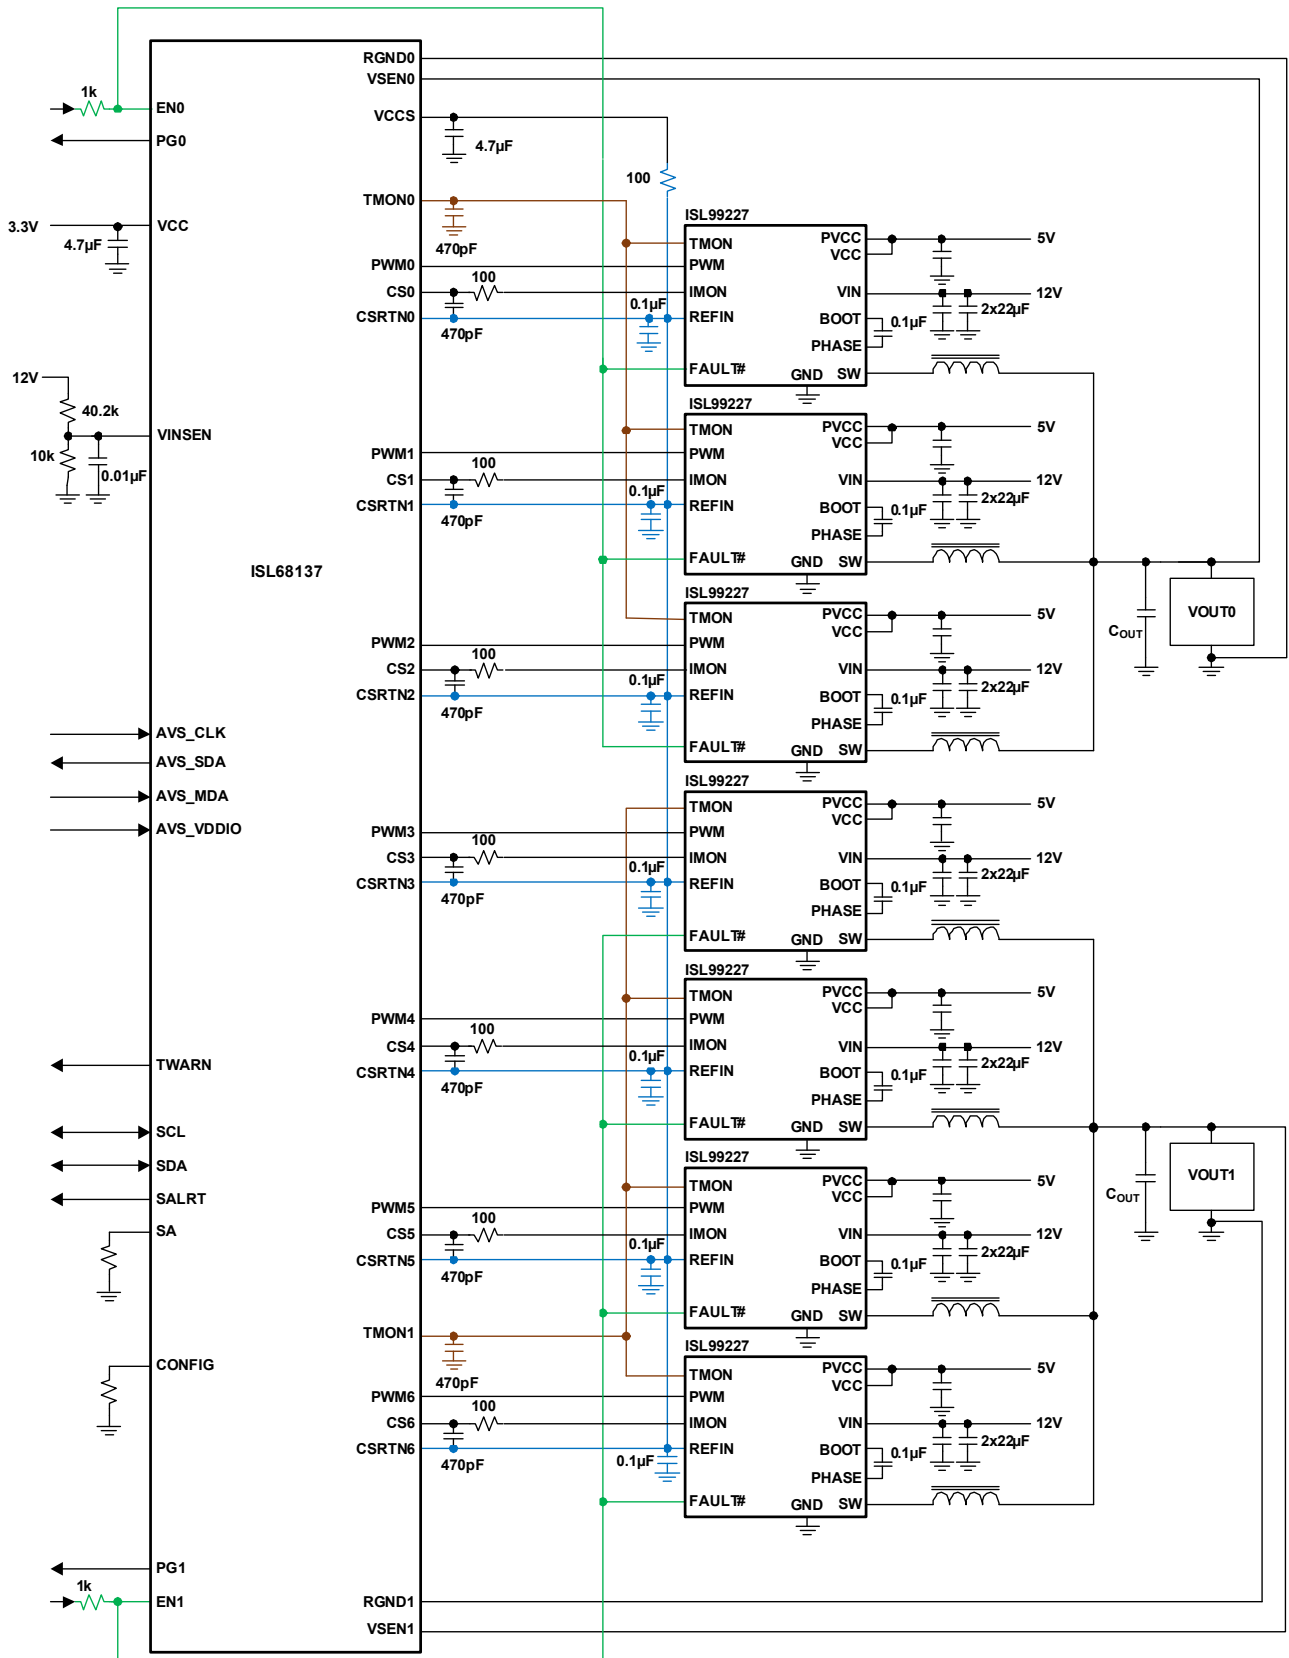 RGND0
VSEN0
1k
EN0
VCCS
PG0
4.7µF
100
TMON0
3.3V
VCC
4.7µF
470pF
PWM0
100
CS0
CSRTN0
470pF
0.1µF
ISL99227
TMON
PWM
IMON
REFIN
FAULT#
GND
PVCC
VCC
VIN
BOOT
PHASE
SW
5V
12V
2x22µF
0.1µF
12V
40.2k
VINSEN
10k
0.01µF
PWM1
100
CS1
CSRTN1
470pF
0.1µF
ISL99227
TMON
PWM
IMON
REFIN
FAULT#
GND
PVCC
VCC
VIN
BOOT
PHASE
SW
5V
12V
2x22µF
0.1µF
ISL68137
VOUT0
COUT
PWM2
100
CS2
CSRTN2
470pF
0.1µF
ISL99227
TMON
PWM
IMON
REFIN
FAULT#
GND
PVCC
VCC
VIN
BOOT
PHASE
SW
5V
12V
2x22µF
0.1µF
AVS_CLK
AVS_SDA
AVS_MDA
AVS_VDDIO
PWM3
100
CS3
CSRTN3
470pF
0.1µF
ISL99227
TMON
PWM
IMON
REFIN
FAULT#
GND
PVCC
VCC
VIN
BOOT
PHASE
SW
5V
12V
2x22µF
0.1µF
PWM4
100
CS4
CSRTN4
470pF
0.1µF
ISL99227
TMON
PWM
IMON
REFIN
FAULT#
GND
PVCC
VCC
VIN
BOOT
PHASE
SW
5V
12V
2x22µF
0.1µF
TWARN
SCL
SDA
SALRT
SA
VOUT1
COUT
PWM5
100
CS5
CSRTN5
470pF
0.1µF
ISL99227
TMON
PWM
IMON
REFIN
FAULT#
GND
PVCC
VCC
VIN
BOOT
PHASE
SW
5V
12V
2x22µF
0.1µF
TMON1
470pF
CONFIG
PWM6
100
CS6
CSRTN6
470pF
0.1µF
ISL99227
TMON
PWM
IMON
REFIN
FAULT#
GND
PVCC
VCC
VIN
BOOT
PHASE
SW
5V
12V
2x22µF
0.1µF
PG1
1k
EN1
RGND1
VSEN1